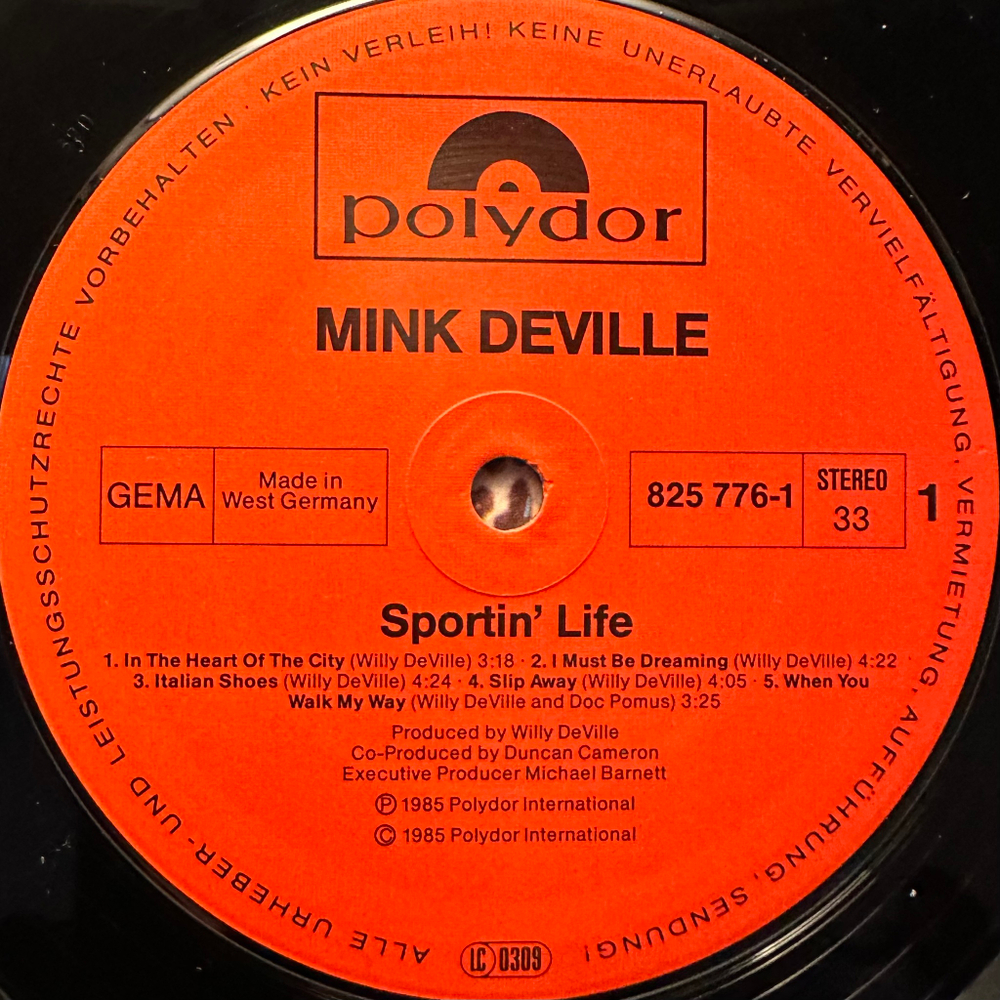 ALLE URHEBER- UND LEISTUNGSSCHUTZRECHTE VORBEHALTEN · KEIN VERLEIH! KEINE UNERLAUBTE VERVIELFÄLTIGUNG, VERMIETUNG, AUFFÜHRUNG, SENDUNG!
polydor
MINK DEVILLE
GEMA
Made in
West Germany
825 776-1
STEREO
33
1
Sportin' Life
1. In The Heart Of The City (Willy DeVille) 3:18 · 2. I Must Be Dreaming (Willy DeVille) 4:22 ·
3. Italian Shoes (Willy DeVille) 4:24 · 4. Slip Away (Willy DeVille) 4:05 · 5. When You
Walk My Way (Willy DeVille and Doc Pomus) 3:25
Produced by Willy DeVille
Co-Produced by Duncan Cameron
Executive Producer Michael Barnett
℗ 1985 Polydor International
© 1985 Polydor International
LC 0309